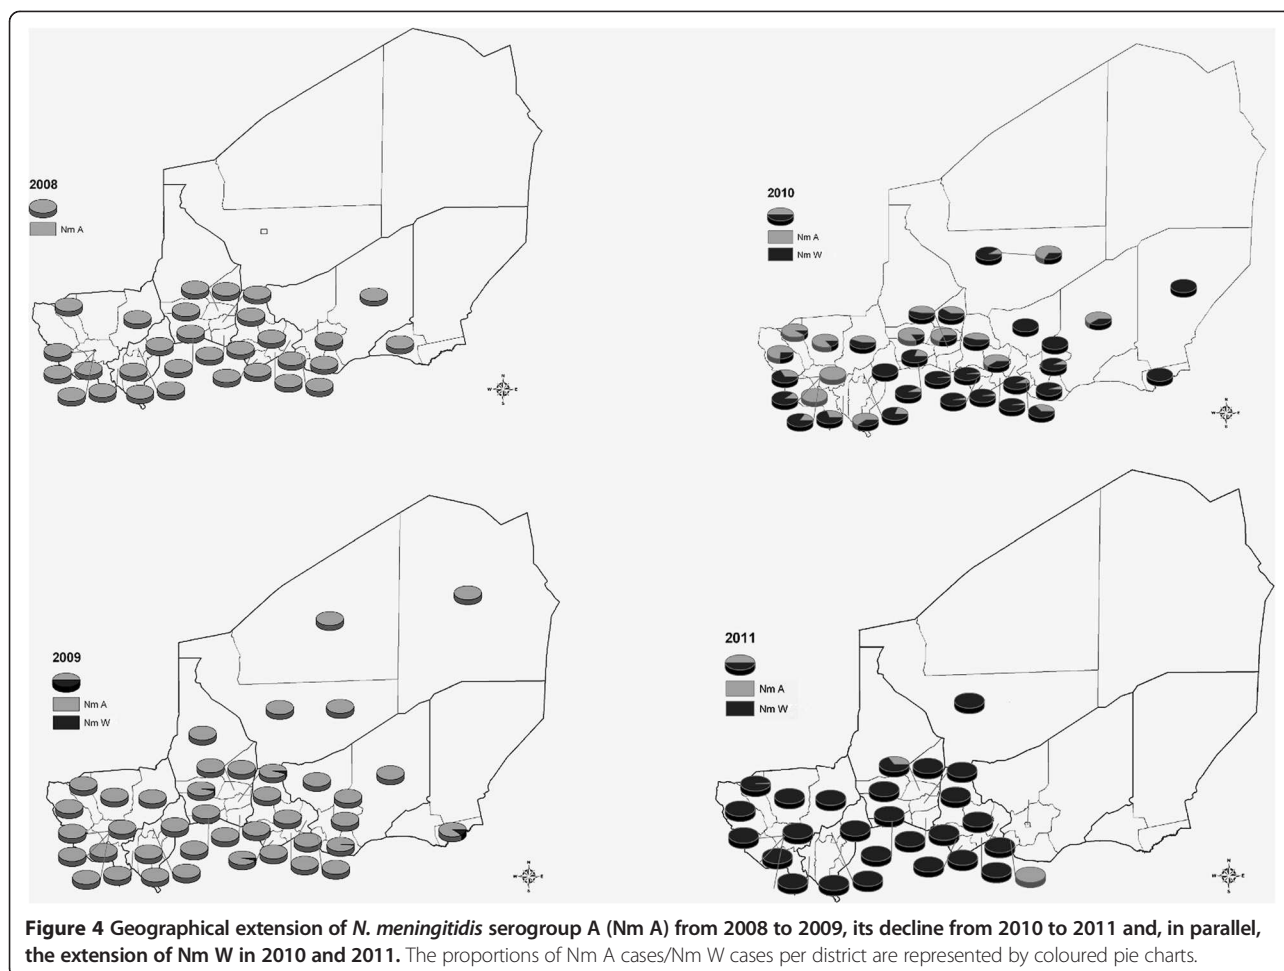 2008
Nm A
W
E
S
2010
Nm A
Nm W
W
E
2009
Nm A
Nm W
W
E
2011
Nm A
Nm W
W
E
Figure 4 Geographical extension of N. meningitidis serogroup A (Nm A) from 2008 to 2009, its decline from 2010 to 2011 and, in parallel,
the extension of Nm W in 2010 and 2011. The proportions of Nm A cases/Nm W cases per district are represented by coloured pie charts.